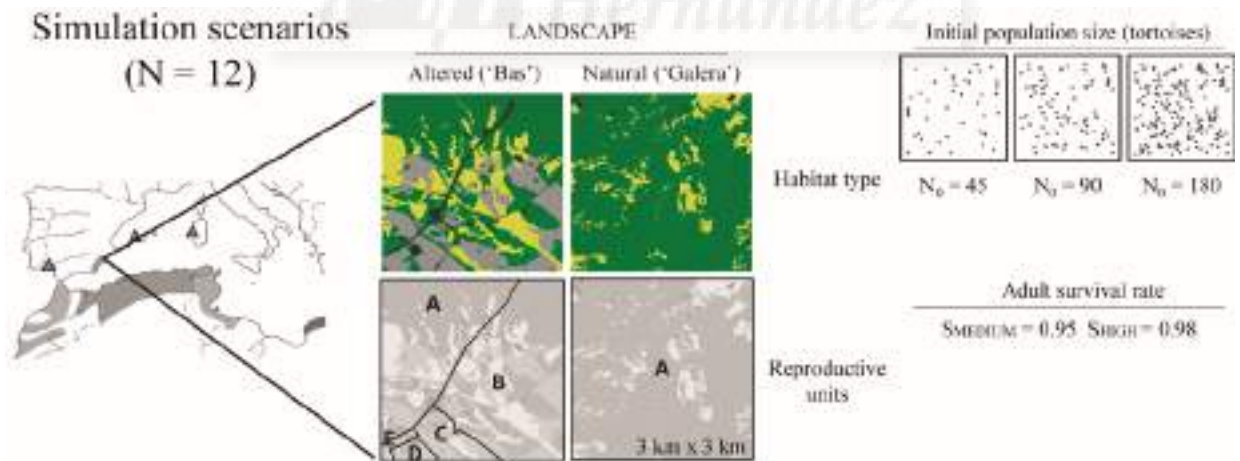 Hernández
Simulation scenarios
(N = 12)
LANDSCAPE
Altered ('Bas') Natural ('Galera')
Initial population size (tortoises)
Habitat type
N0 = 45 N0 = 90 N0 = 180
Adult survival rate
SMEDIUM = 0.95 SHIGH = 0.98
Reproductive
units
A
B
C
D
E
A
3 km x 3 km